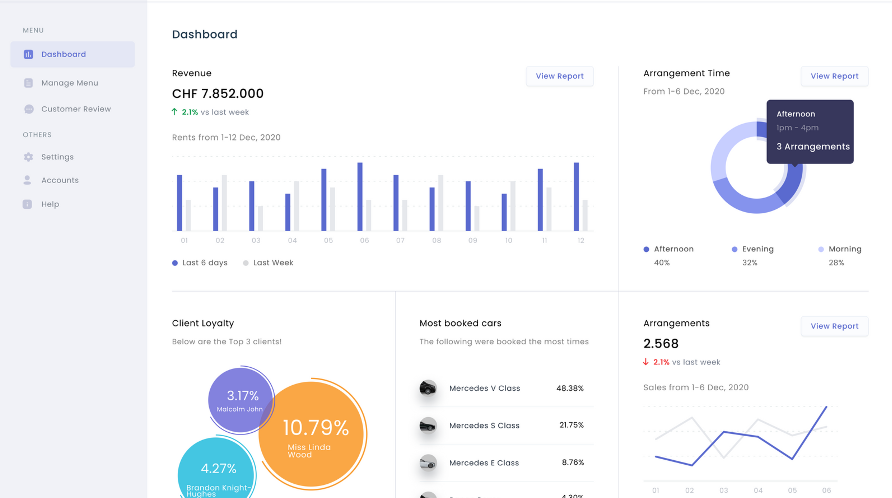 MENU
Dashboard
Manage Menu
Customer Review
OTHERS
Settings
Accounts
Help
Dashboard
Revenue
View Report
CHF 7.852.000
2.1% vs last week
Rents from 1-12 Dec, 2020
01 02 03 04 05 06 07 08 09 10 11 12
Last 6 days Last Week
Arrangement Time
View Report
From 1-6 Dec, 2020
Afternoon
1pm - 4pm
3 Arrangements
Afternoon Evening Morning
40% 32% 28%
Client Loyalty
Below are the Top 3 clients!
3.17%
Malcolm John
10.79%
Miss Linda
Wood
4.27%
Brandon Knight-
Hughes
Most booked cars
The following were booked the most times
Mercedes V Class 48.38%
Mercedes S Class 21.75%
Mercedes E Class 8.76%
Arrangements
View Report
2.568
2.1% vs last week
Sales from 1-6 Dec, 2020
01 02 03 04 05 06